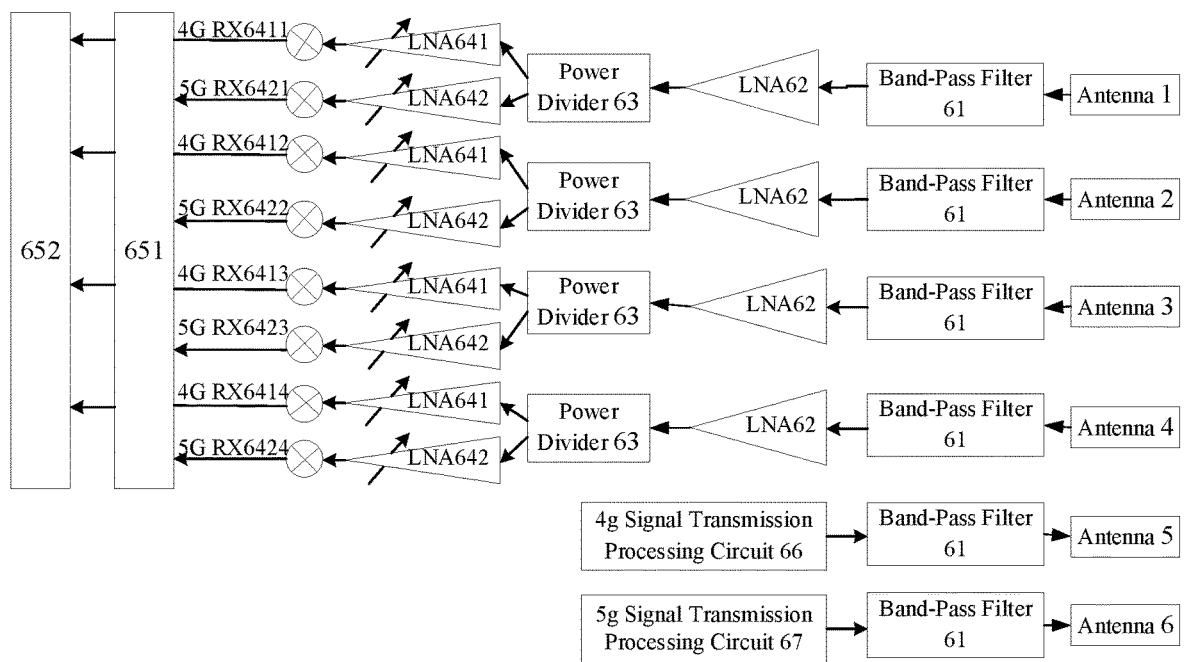 652
651
4G RX6411
LNA641
5G RX6421
LNA642
Power
Divider 63
LNA62
Band-Pass Filter
61
Antenna 1
4G RX6412
LNA641
5G RX6422
LNA642
Power
Divider 63
LNA62
Band-Pass Filter
61
Antenna 2
4G RX6413
LNA641
5G RX6423
LNA642
Power
Divider 63
LNA62
Band-Pass Filter
61
Antenna 3
4G RX6414
LNA641
5G RX6424
LNA642
Power
Divider 63
LNA62
Band-Pass Filter
61
Antenna 4
4g Signal Transmission
Processing Circuit 66
Band-Pass Filter
61
Antenna 5
5g Signal Transmission
Processing Circuit 67
Band-Pass Filter
61
Antenna 6